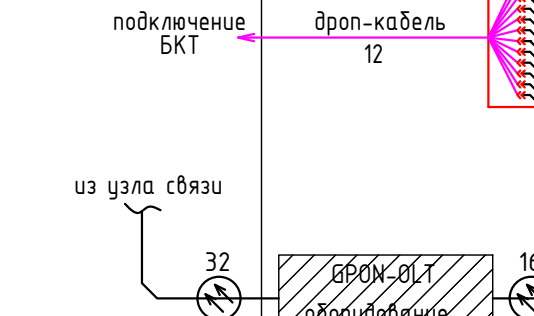 подключение
БКТ
дроп-кабель
12
из узла связи
32
GPON-OLT
оборудование
16